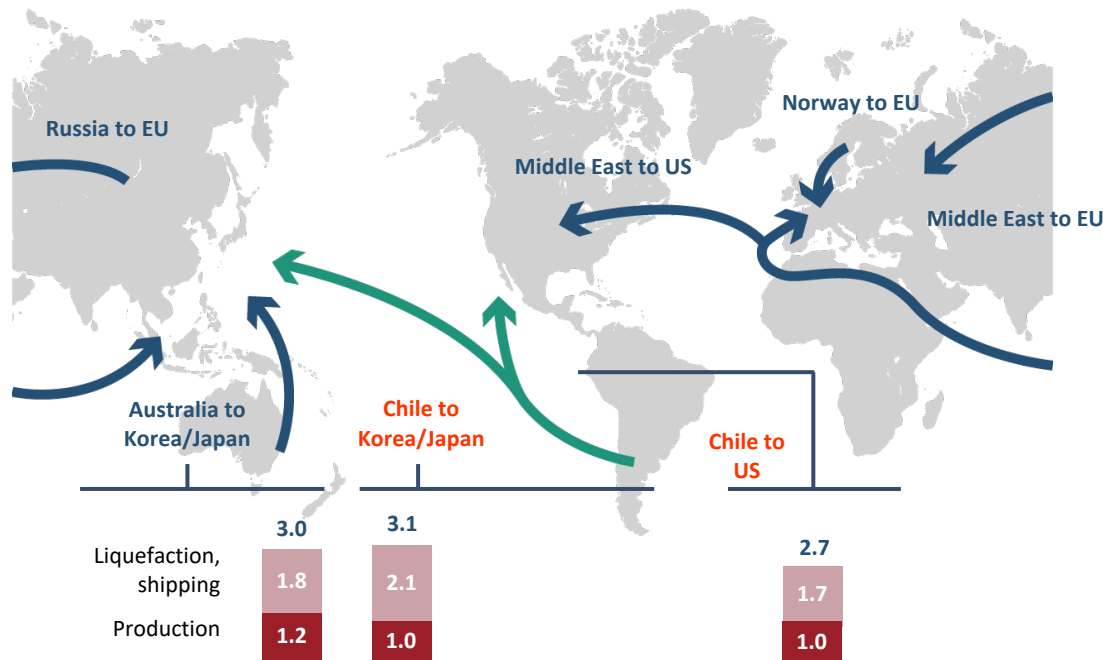 Norway to EU
Russia to EU
Middle East to US
Middle East to EU
Australia to
Korea/Japan
Chile to
Korea/Japan
Chile to
US
3.0
3.1
2.7
Liquefaction,
shipping
1.8
2.1
1.7
Production
1.2
1.0
1.0